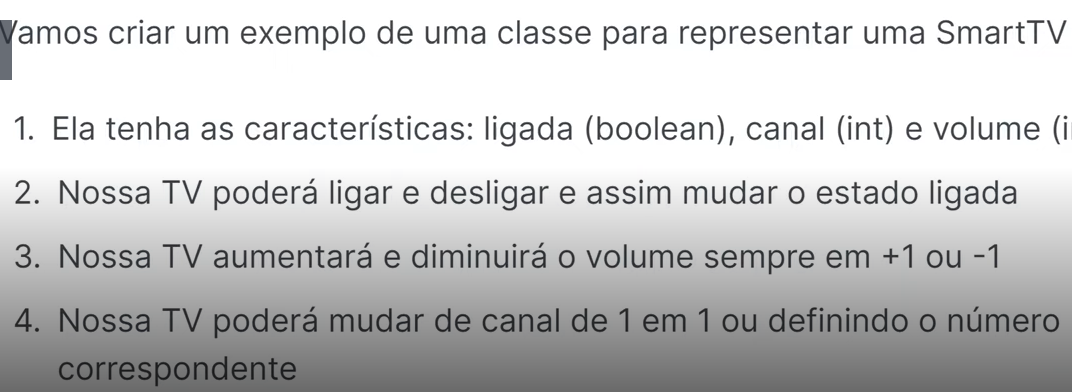 Vamos criar um exemplo de uma classe para representar uma SmartTV
1. Ela tenha as características: ligada (boolean), canal (int) e volume
2. Nossa TV poderá ligar e desligar e assim mudar o estado ligada
3. Nossa TV aumentará e diminuirá o volume sempre em +1 ou -1
4. Nossa TV poderá mudar de canal de 1 em 1 ou definindo o número
correspondente